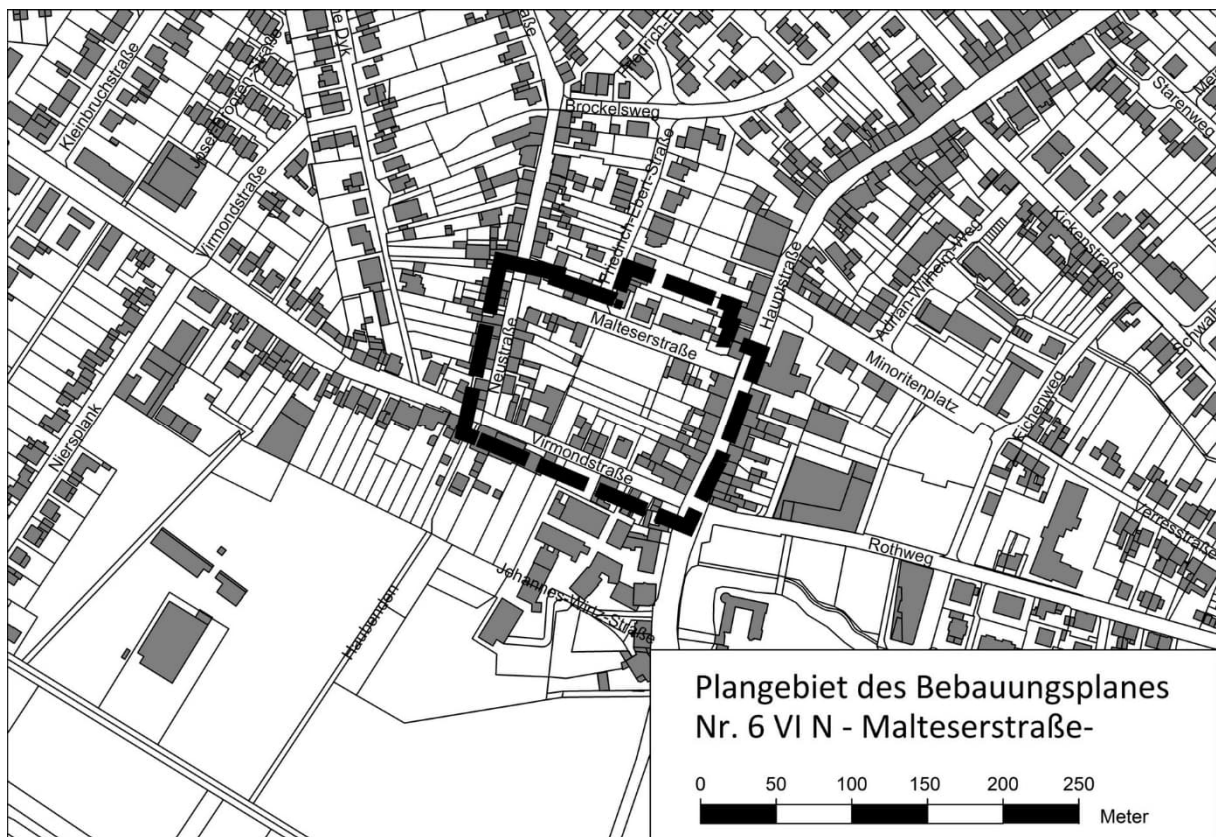 Kleinbruchstraße
Virmondstraße
Brockelsweg
Friedrich-Ebert-Straße
Starenweg
Kickenstraße
Hauptstraße
Adrian-Wilhelm-Weg
Malteserstraße
Minoritenplatz
Neustraße
Niersplank
Eichenweg
Virmondstraße
Rothweg
Johannes-Wirtz-Straße
Haubenden
Plangebiet des Bebauungsplanes
Nr. 6 VI N - Malteserstraße-
0 50 100 150 200 250
Meter